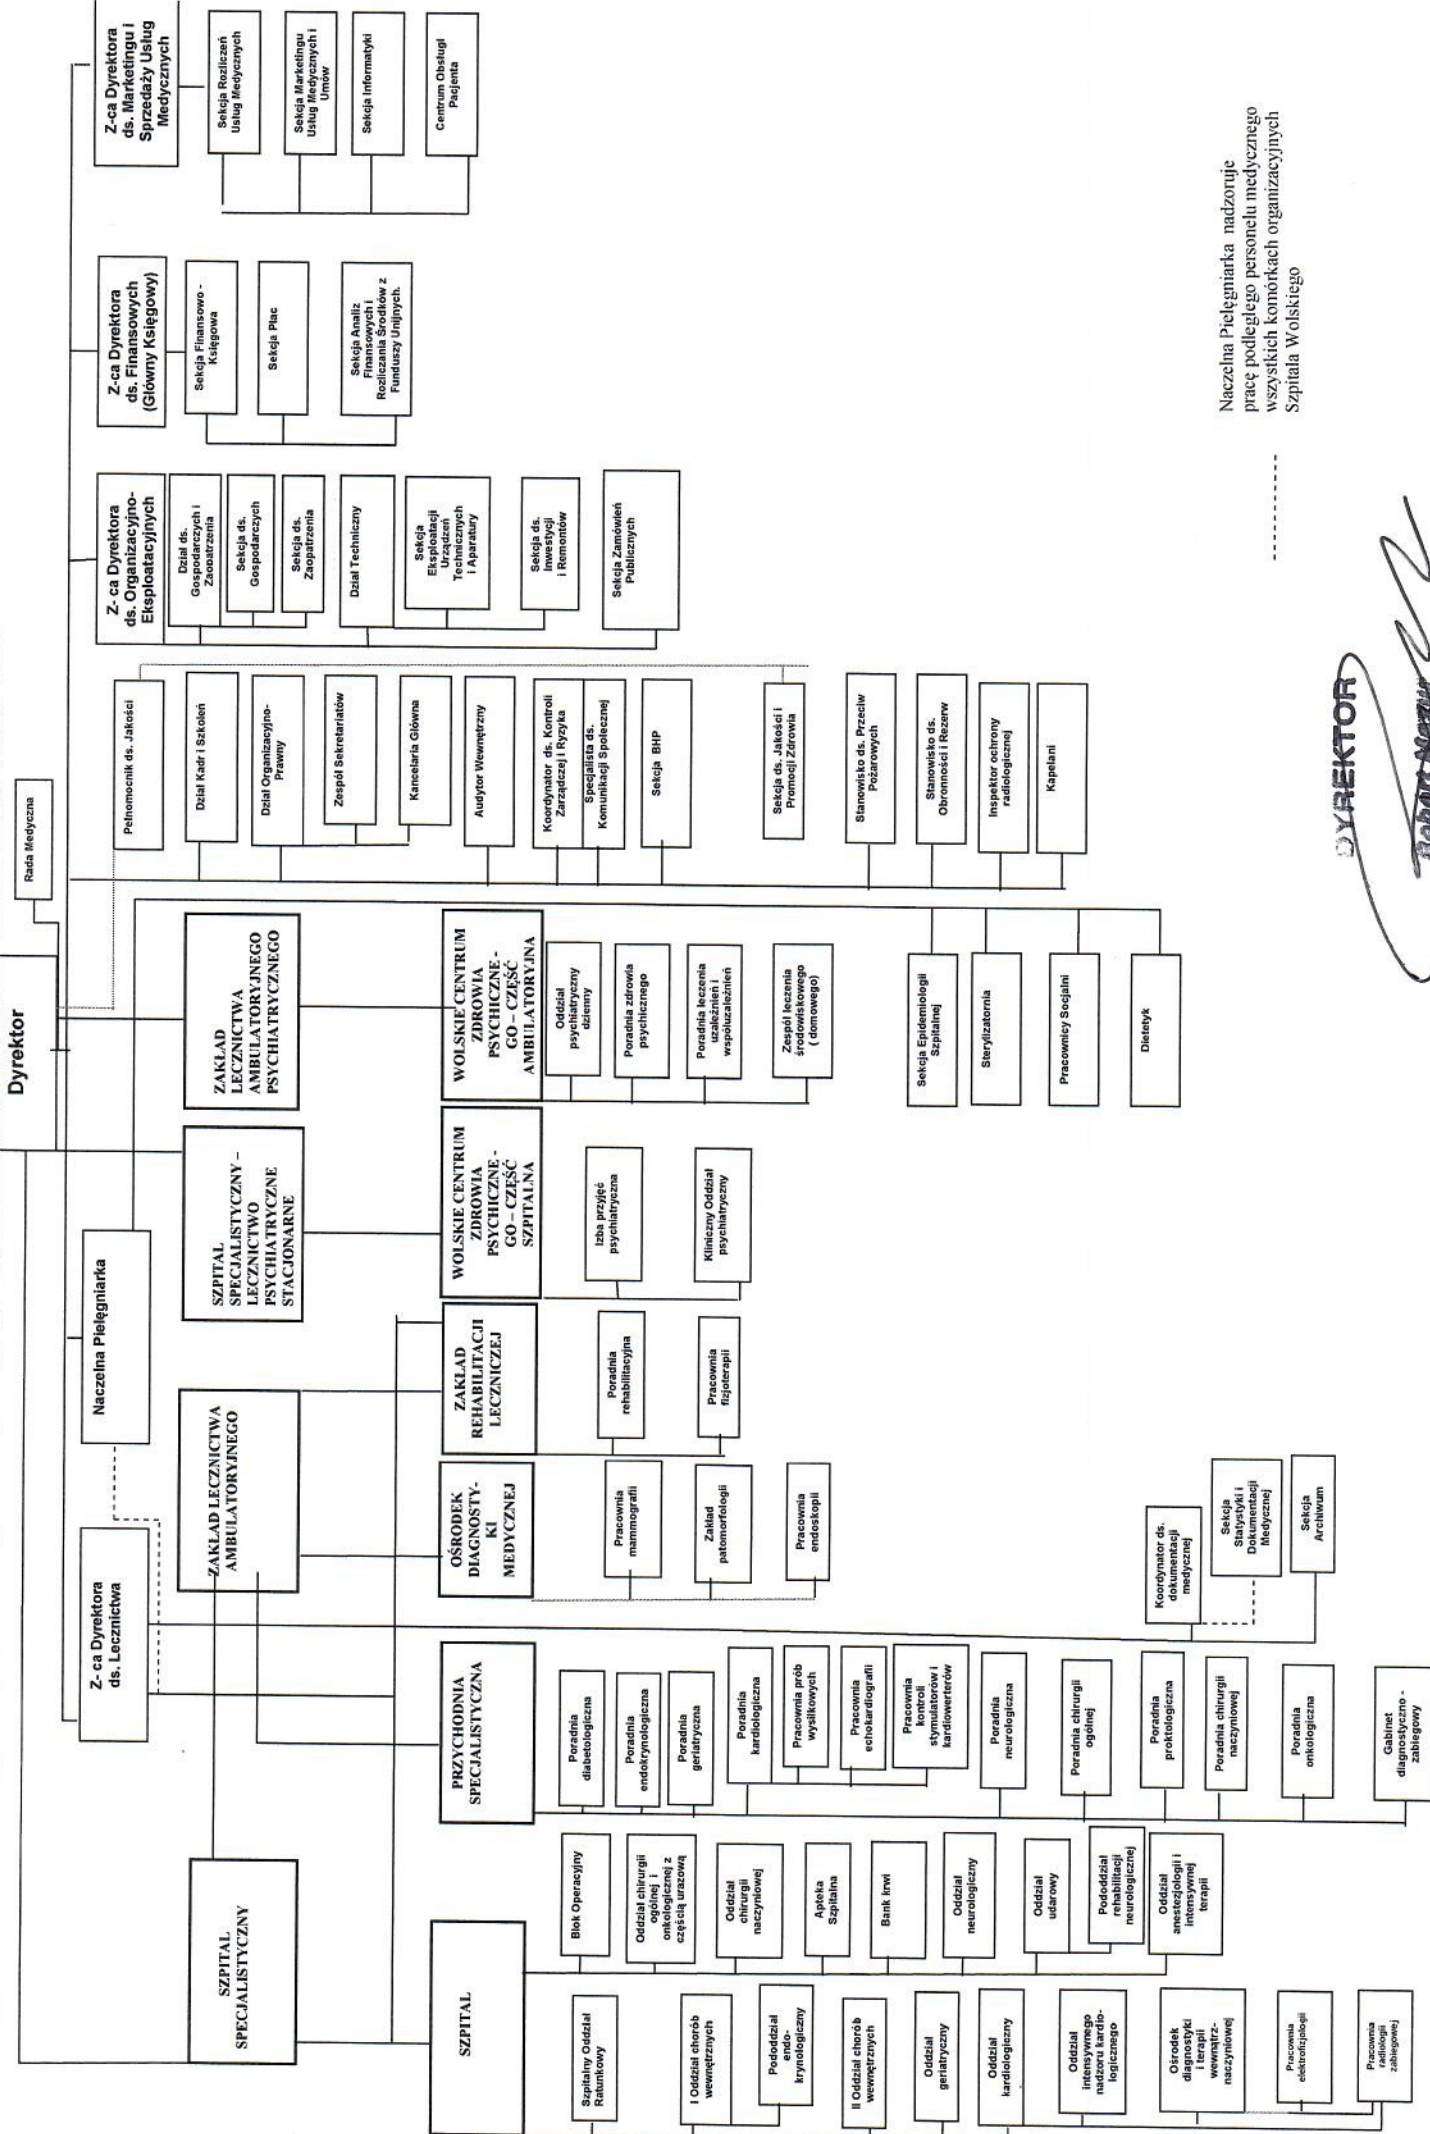 Dyrektor
Rada Medyczna
Z- ca Dyrektora
ds. Lecznictwa
Naczelna Pielęgniarka
Z- ca Dyrektora
ds. Organizacyjno-
Eksploatacyjnych
Z-ca Dyrektora
ds. Finansowych
(Główny Księgowy)
Z-ca Dyrektora
ds. Marketingu i
Sprzedaży Usług
Medycznych
SZPITAL
SPECJALISTYCZNY
ZAKŁAD LECZNICTWA
AMBULATORYJNEGO
SZPITAL
SPECJALISTYCZNY –
LECZNICTWO
PSYCHIATRYCZNE
STACJONARNE
ZAKŁAD
LECZNICTWA
AMBULATORYJNEGO
PSYCHIATRYCZNEGO
SZPITAL
PRZYCHODNIA
SPECJALISTYCZNA
OŚRODEK
DIAGNOSTY-
KI
MEDYCZNEJ
ZAKŁAD
REHABILITACJI
LECZNICZEJ
WOLSKIE CENTRUM
ZDROWIA
PSYCHICZNE -
GO – CZĘŚĆ
SZPITALNA
WOLSKIE CENTRUM
ZDROWIA
PSYCHICZNE -
GO – CZĘŚĆ
AMBULATORYJNA
Szpitalny Oddział
Ratunkowy
I Oddział chorób
wewnętrznych
Pododdział
endo-
krynologiczny
II Oddział chorób
wewnętrznych
Oddział
geriatryczny
Oddział
kardiologiczny
Oddział
intensywnego
nadzoru kardio-
logicznego
Ośrodek
diagnostyki
i terapii
wewnątrz-
naczyniowej
Pracownia
elektrofizjologii
Pracownia
radiologii
zabiegowej
Blok Operacyjny
Oddział chirurgii
ogólnej i
onkologicznej z
częścią urazową
Oddział
chirurgii
naczyniowej
Apteka
Szpitalna
Bank krwi
Oddział
neurologiczny
Oddział
udarowy
Pododdział
rehabilitacji
neurologicznej
Oddział
anestezjologii i
intensywnej
terapii
Poradnia
diabetologiczna
Poradnia
endokrynologiczna
Poradnia
geriatryczna
Poradnia
kardiologiczna
Pracownia prób
wysiłkowych
Pracownia
echokardiografii
Pracownia
kontroli
stymulatorów i
kardiowerterów
Poradnia
neurologiczna
Poradnia chirurgii
ogólnej
Poradnia
proktologiczna
Poradnia chirurgii
naczyniowej
Poradnia
onkologiczna
Gabinet
diagnostyczno -
zabiegowy
Pracownia
mammografii
Zakład
patomorfologii
Pracownia
endoskopii
Koordynator ds.
dokumentacji
medycznej
Sekcja
Statystyki i
Dokumentacji
Medycznej
Sekcja
Archiwum
Poradnia
rehabilitacyjna
Pracownia
fizjoterapii
Izba przyjęć
psychiatryczna
Kliniczny Oddział
psychiatryczny
Oddział
psychiatryczny
dzienny
Poradnia zdrowia
psychicznego
Poradnia leczenia
uzależnień i
współuzależnień
Zespół leczenia
środowiskowego
( domowego)
Sekcja Epidemiologii
Szpitalnej
Sterylizatornia
Pracownicy Socjalni
Dietetyk
Pełnomocnik ds. Jakości
Dział Kadr i Szkoleń
Dział Organizacyjno-
Prawny
Zespół Sekretariatów
Kancelaria Główna
Audytor Wewnętrzny
Koordynator ds. Kontroli
Zarządczej i Ryzyka
Specjalista ds.
Komunikacji Społecznej
Sekcja BHP
Sekcja ds. Jakości i
Promocji Zdrowia
Stanowisko ds. Przeciw
Pożarowych
Stanowisko ds.
Obronności i Rezerw
Inspektor ochrony
radiologicznej
Kapelani
Dział ds.
Gospodarczych i
Zaopatrzenia
Sekcja ds.
Gospodarczych
Sekcja ds.
Zaopatrzenia
Dział Techniczny
Sekcja
Eksploatacji
Urządzeń
Technicznych
i Aparatury
Sekcja ds.
Inwestycji
i Remontów
Sekcja Zamówień
Publicznych
Sekcja Finansowo -
Księgowa
Sekcja Płac
Sekcja Analiz
Finansowych i
Rozliczania Środków z
Funduszy Unijnych.
Sekcja Rozliczeń
Usług Medycznych
Sekcja Marketingu
Usług Medycznych i
Umów
Sekcja Informatyki
Centrum Obsługi
Pacjenta
Naczelna Pielęgniarka nadzoruje
pracę podległego personelu medycznego
wszystkich komórkach organizacyjnych
Szpitala Wolskiego
DYREKTOR